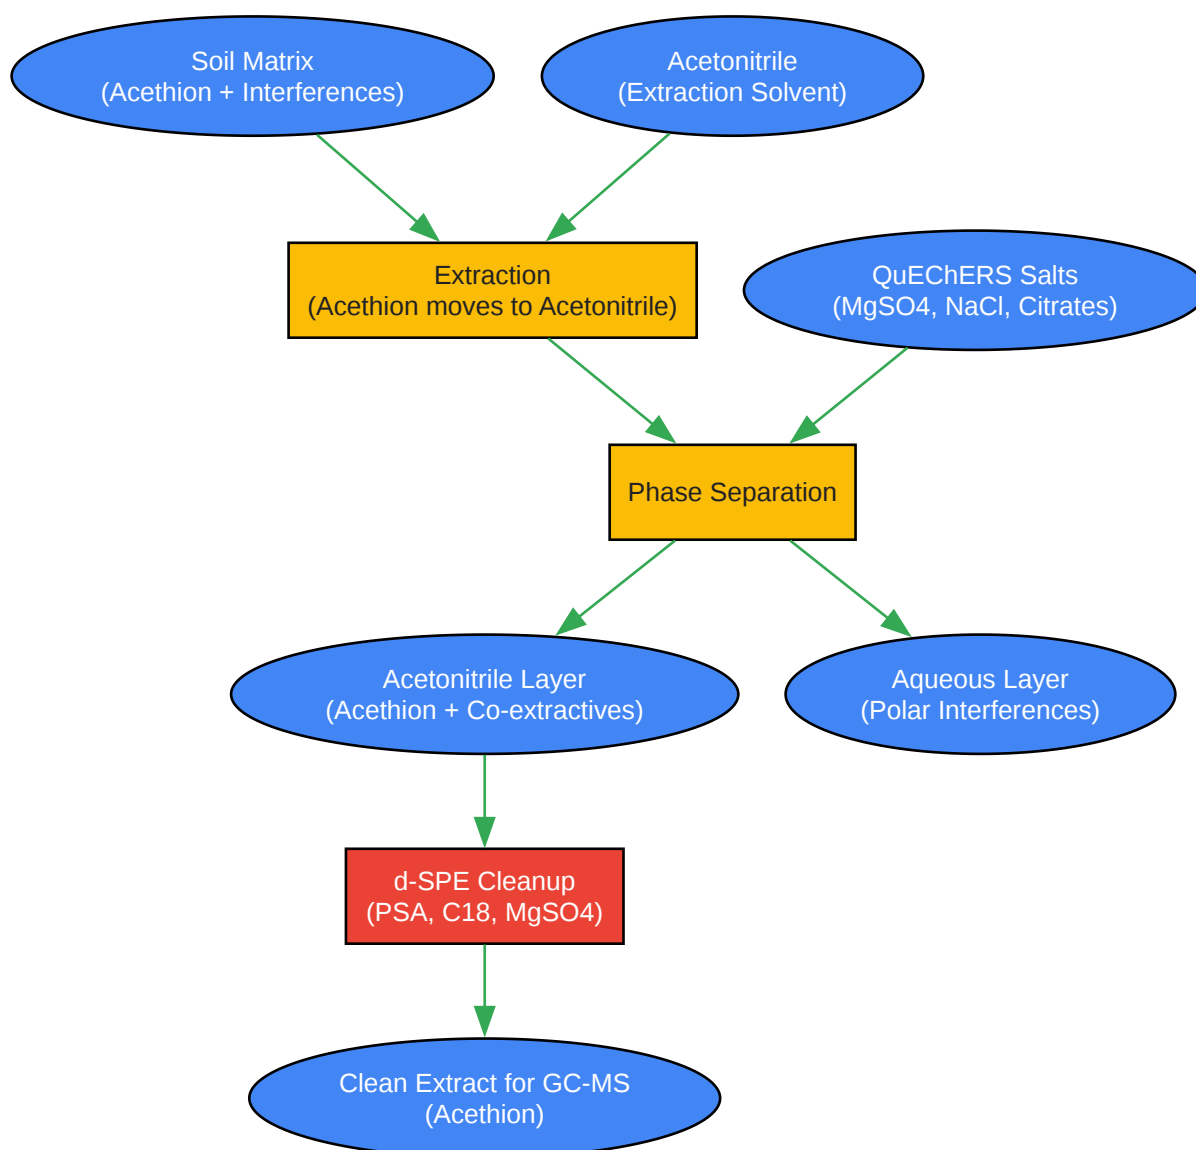 Soil Matrix
(Acethion + Interferences)
Acetonitrile
(Extraction Solvent)
Extraction
(Acethion moves to Acetonitrile)
QuEChERS Salts
(MgSO4, NaCl, Citrates)
Phase Separation
Acetonitrile Layer
(Acethion + Co-extractives)
Aqueous Layer
(Polar Interferences)
d-SPE Cleanup
(PSA, C18, MgSO4)
Clean Extract for GC-MS
(Acethion)